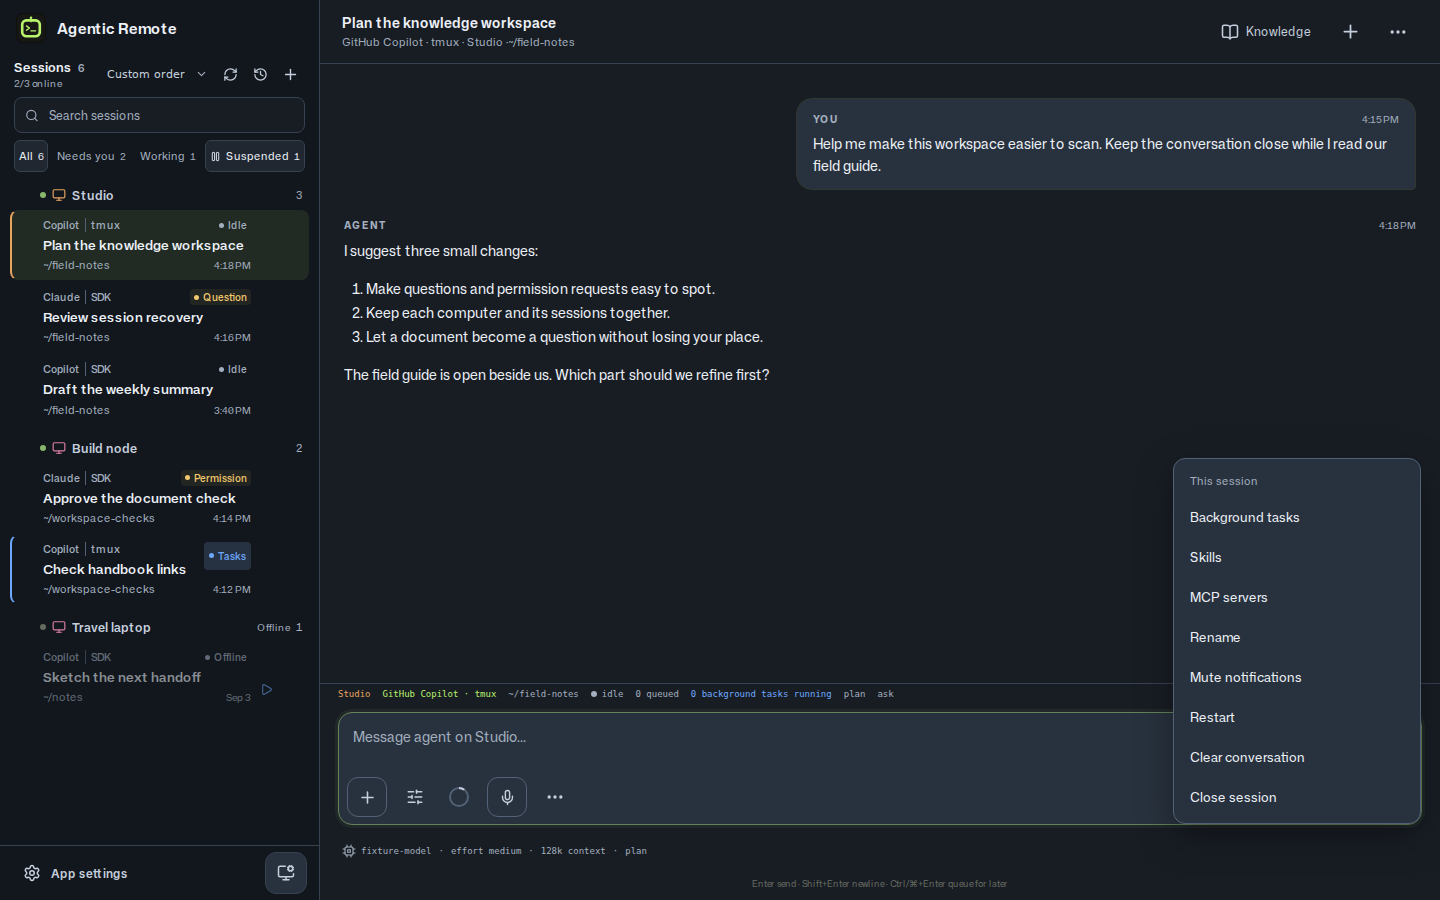 Agentic Remote
Sessions 6
2/3 online
Custom order
Search sessions
All 6
Needs you 2
Working 1
Suspended 1
Studio 3
Copilot | tmux Idle
Plan the knowledge workspace
~/field-notes 4:18PM
Claude | SDK Question
Review session recovery
~/field-notes 4:16PM
Copilot | SDK Idle
Draft the weekly summary
~/field-notes 3:40PM
Build node 2
Claude | SDK Permission
Approve the document check
~/workspace-checks 4:14PM
Copilot | tmux Tasks
Check handbook links
~/workspace-checks 4:12PM
Travel laptop Offline 1
Copilot | SDK Offline
Sketch the next handoff
~/notes Sep 3
App settings
Plan the knowledge workspace
GitHub Copilot · tmux · Studio · ~/field-notes
Knowledge
YOU 4:15PM
Help me make this workspace easier to scan. Keep the conversation close while I read our
field guide.
AGENT 4:18PM
I suggest three small changes:
1. Make questions and permission requests easy to spot.
2. Keep each computer and its sessions together.
3. Let a document become a question without losing your place.
The field guide is open beside us. Which part should we refine first?
This session
Background tasks
Skills
MCP servers
Rename
Mute notifications
Restart
Clear conversation
Close session
Studio GitHub Copilot · tmux ~/field-notes idle 0 queued 0 background tasks running plan ask
Message agent on Studio...
fixture-model · effort medium · 128k context · plan
Enter send · Shift+Enter newline · Ctrl/⌘+Enter queue for later